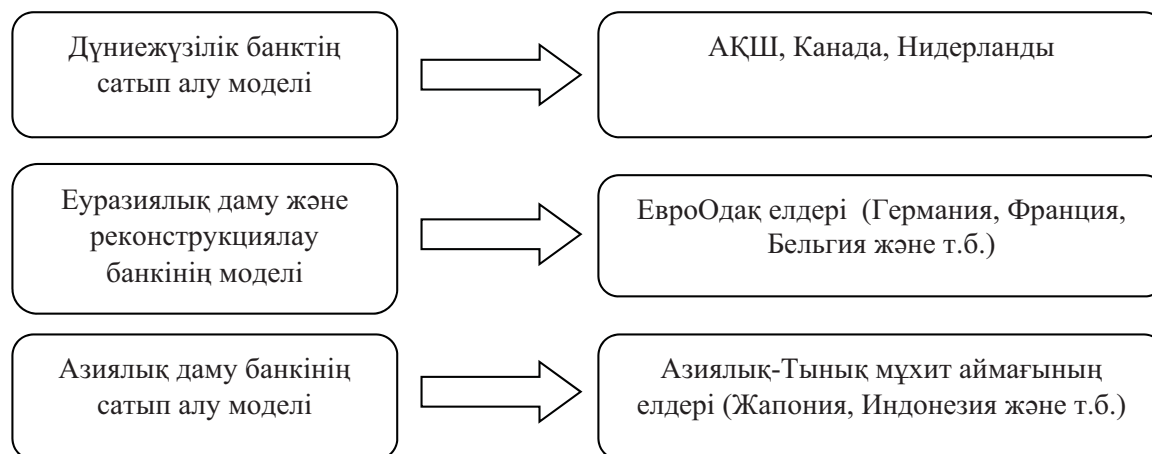 Дүниежүзілік банктің
сатып алу моделі
АҚШ, Канада, Нидерланды
Еуразиялық даму және
реконструкциялау
банкінің моделі
ЕвроОдақ елдері (Германия, Франция,
Бельгия және т.б.)
Азиялық даму банкінің
сатып алу моделі
Азиялық-Тынық мұхит аймағының
елдері (Жапония, Индонезия және т.б.)